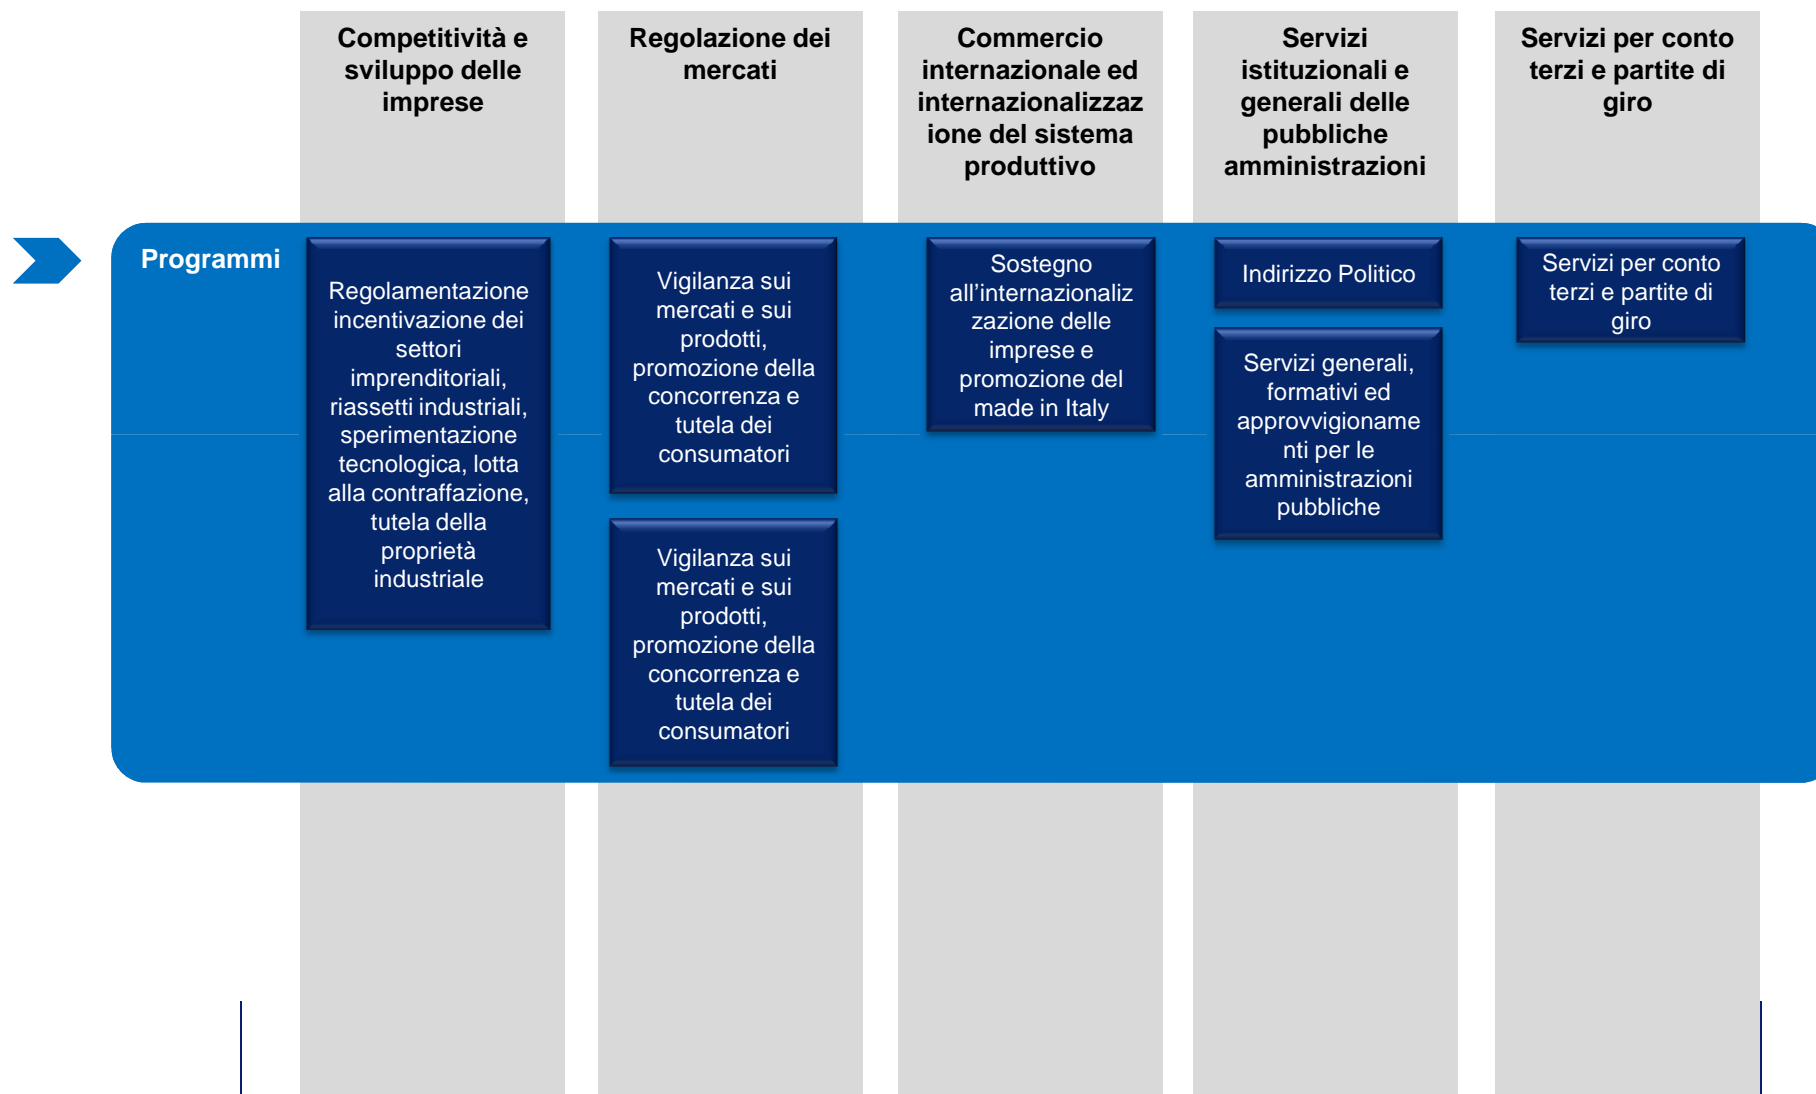 Competitività e
sviluppo delle
imprese
Regolazione dei
mercati
Commercio
internazionale ed
internazionalizzaz
ione del sistema
produttivo
Servizi
istituzionali e
generali delle
pubbliche
amministrazioni
Servizi per conto
terzi e partite di
giro
Programmi
Regolamentazione
incentivazione dei
settori
imprenditoriali,
riassetti industriali,
sperimentazione
tecnologica, lotta
alla contraffazione,
tutela della
proprietà
industriale
Vigilanza sui
mercati e sui
prodotti,
promozione della
concorrenza e
tutela dei
consumatori
Vigilanza sui
mercati e sui
prodotti,
promozione della
concorrenza e
tutela dei
consumatori
Sostegno
all’internazionaliz
zazione delle
imprese e
promozione del
made in Italy
Indirizzo Politico
Servizi generali,
formativi ed
approvvigioname
nti per le
amministrazioni
pubbliche
Servizi per conto
terzi e partite di
giro